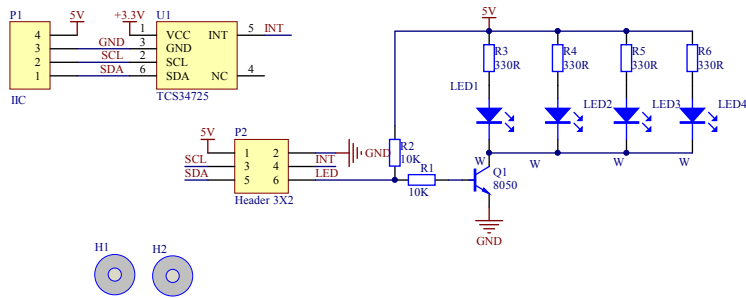 P1
5V
+3.3V
U1
4
3
2
1
GND
SCL
SDA
1
3
2
6
VCC
GND
SCL
SDA
INT
NC
5
4
INT
IIC
TCS34725
5V
P2
SCL
SDA
1
3
5
2
4
6
GND
INT
LED
Header 3X2
R2
10K
R1
10K
5V
R3
330R
R4
330R
R5
330R
R6
330R
LED1
LED2
LED3
LED4
W
W
W
W
Q1
8050
GND
H1
H2